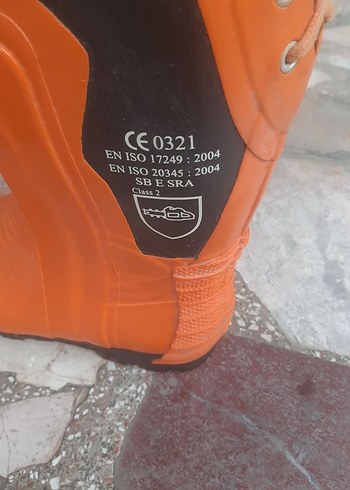 CE 0321
EN ISO 17249 : 2004
EN ISO 20345 : 2004
SB E SRA
Class 2